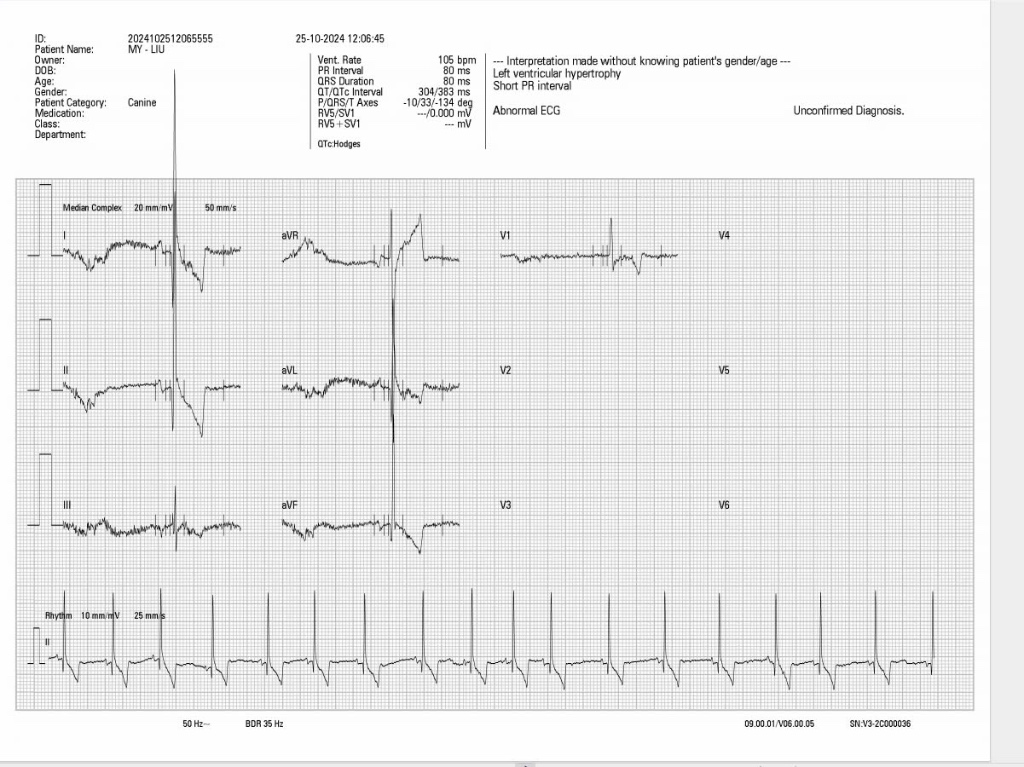 ID: 2024102512065555
Patient Name: MY - LIU
Owner:
DOB:
Age:
Gender:
Patient Category: Canine
Medication:
Class:
Department:
25-10-2024 12:06:45
Vent. Rate 105 bpm
PR Interval 80 ms
QRS Duration 80 ms
QT/QTc Interval 304/383 ms
P/QRS/T Axes -10/33/-134 deg
RV5/SV1 ---/0.000 mV
RV5+SV1 --- mV
QTc:Hodges
--- Interpretation made without knowing patient's gender/age ---
Left ventricular hypertrophy
Short PR interval
Abnormal ECG Unconfirmed Diagnosis.
Median Complex 20 mm/mV 50 mm/s
I aVR V1 V4
II aVL V2 V5
III aVF V3 V6
Rhythm 10 mm/mV 25 mm/s
II
50 Hz~ BDR 35 Hz 09.00.01/V06.00.05 SN:V3-2C000036